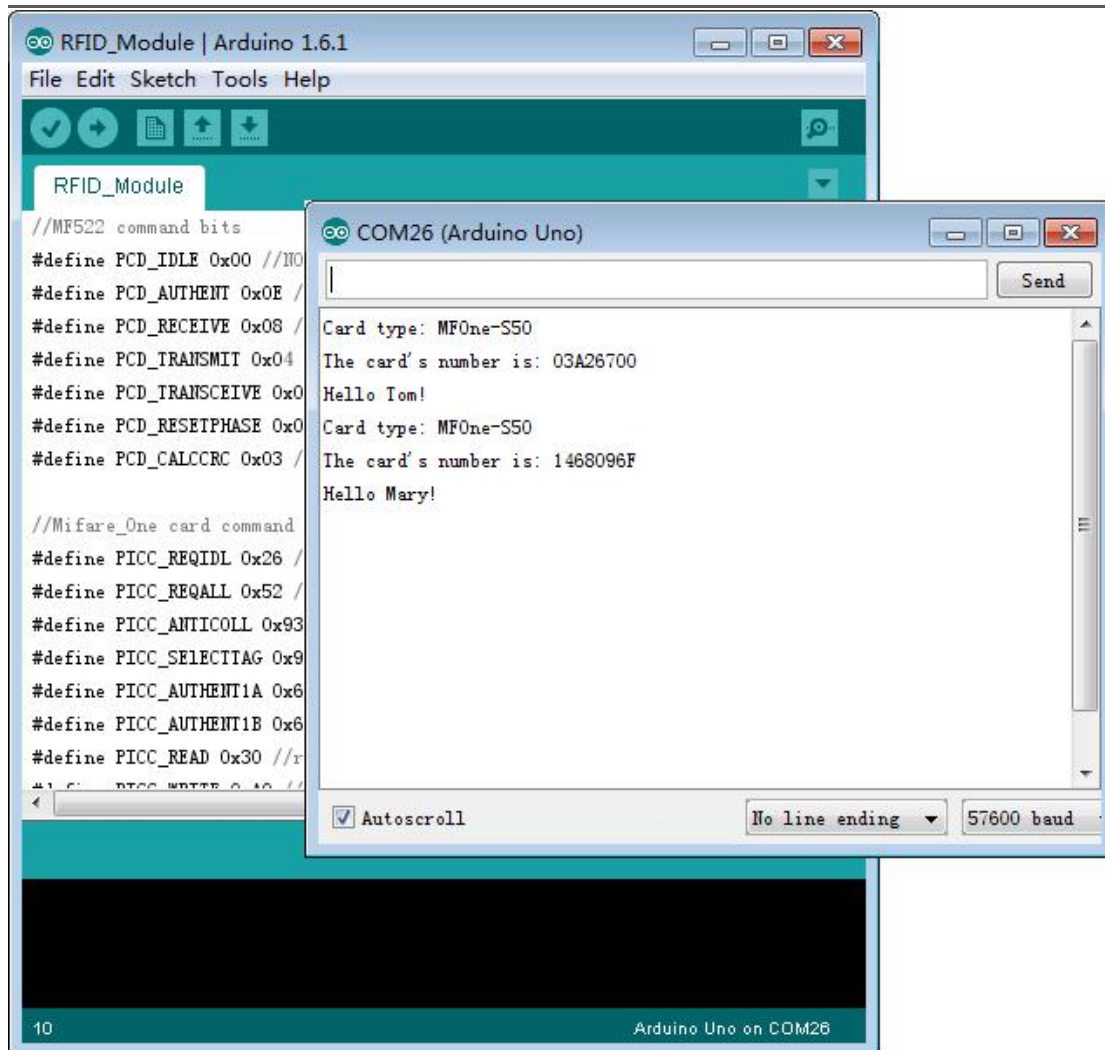 RFID_Module | Arduino 1.6.1
File Edit Sketch Tools Help
RFID_Module
//MF522 command bits
#define PCD_IDLE 0x00 //NO
#define PCD_AUTHENT 0x0E /
#define PCD_RECEIVE 0x08 /
#define PCD_TRANSMIT 0x04
#define PCD_TRANSCEIVE 0x0
#define PCD_RESETPHASE 0x0
#define PCD_CALCCRC 0x03 /
//Mifare_One card command
#define PICC_REQIDL 0x26 /
#define PICC_REQALL 0x52 /
#define PICC_ANTICOLL 0x93
#define PICC_SElECTTAG 0x9
#define PICC_AUTHENT1A 0x6
#define PICC_AUTHENT1B 0x6
#define PICC_READ 0x30 //r
COM26 (Arduino Uno)
Send
Card type: MFOne-S50
The card's number is: 03A26700
Hello Tom!
Card type: MFOne-S50
The card's number is: 1468096F
Hello Mary!
Autoscroll
No line ending
57600 baud
10
Arduino Uno on COM26